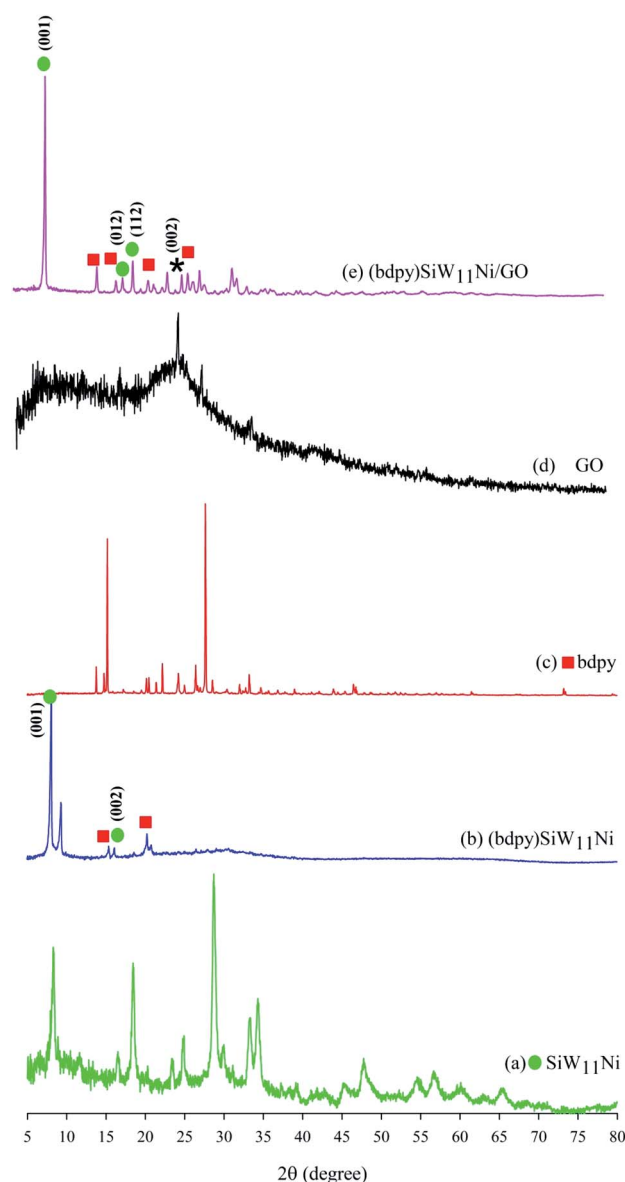 (001)
(012)
(112)
(002)
*
(e) (bdpy)SiW11Ni/GO
(d) GO
(c) bdpy
(001)
(002)
(b) (bdpy)SiW11Ni
(a) SiW11Ni
5 10 15 20 25 30 35 40 45 50 55 60 65 70 75 80
2θ (degree)